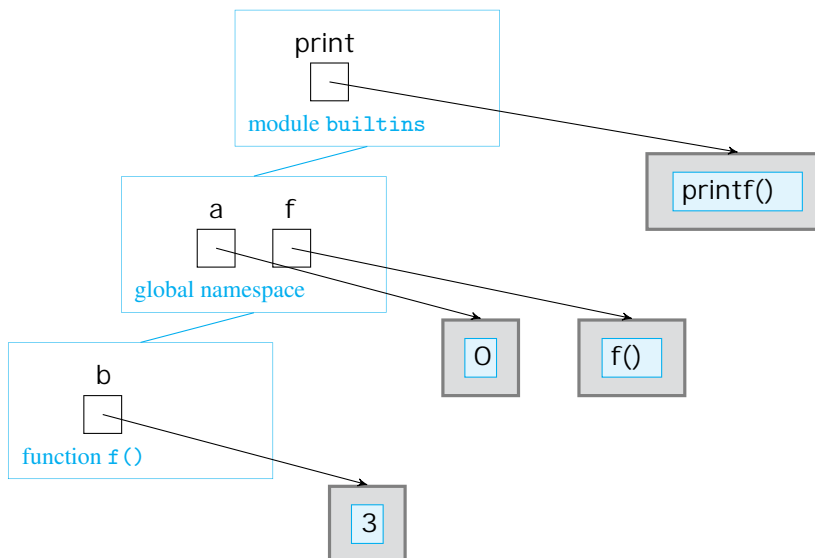 print
module builtins
printf()
a f
global namespace
0
f()
b
function f()
3